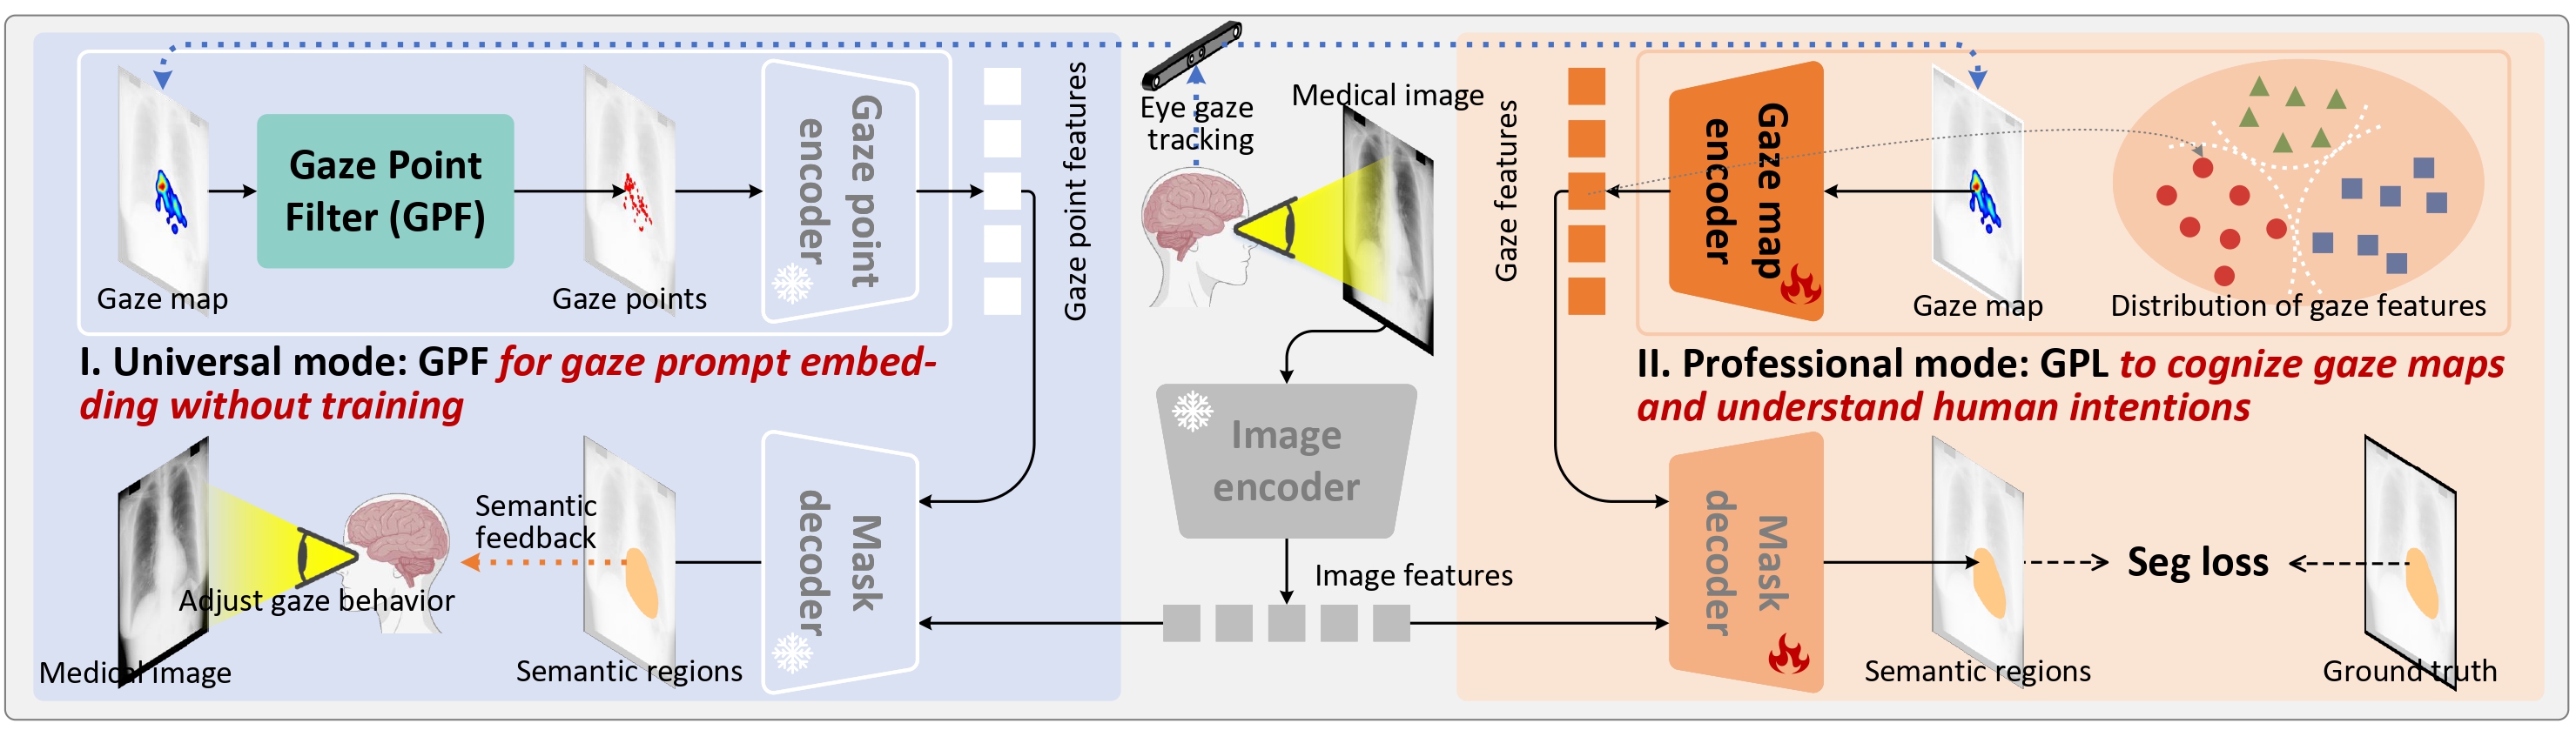 Gaze map
Gaze Point
Filter (GPF)
Gaze points
Gaze point
encoder
Gaze point features
I. Universal mode: GPF for gaze prompt embed-
ding without training
Medical image
Adjust gaze behavior
Semantic
feedback
Semantic regions
Mask
decoder
Eye gaze
tracking
Medical image
Image
encoder
Image features
Gaze features
Gaze map
encoder
Gaze map
Distribution of gaze features
II. Professional mode: GPL to cognize gaze maps
and understand human intentions
Mask
decoder
Semantic regions
Seg loss
Ground truth